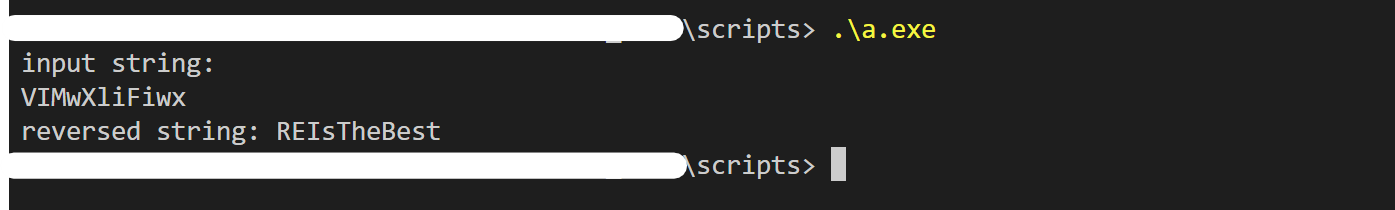 \scripts> .\a.exe
input string:
VIMwXliFiwx
reversed string: REIsTheBest
\scripts>